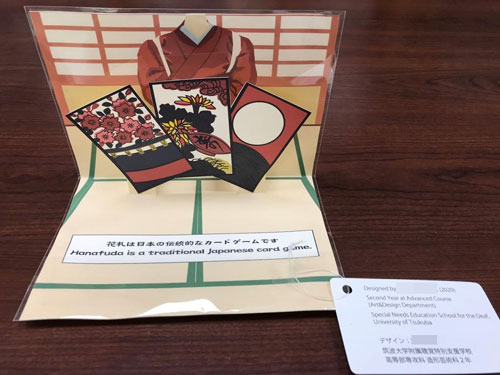 花札は日本の伝統的なカードゲームです
Hanafuda is a traditional Japanese card game.
Designed by , (2020),
Second Year at Advanced Course
(Art&Design Department)
Special Needs Education School for the Deaf,
University of Tsukuba
デザイン：
筑波大学附属聴覚特別支援学校
高等部専攻科 造形芸術科２年